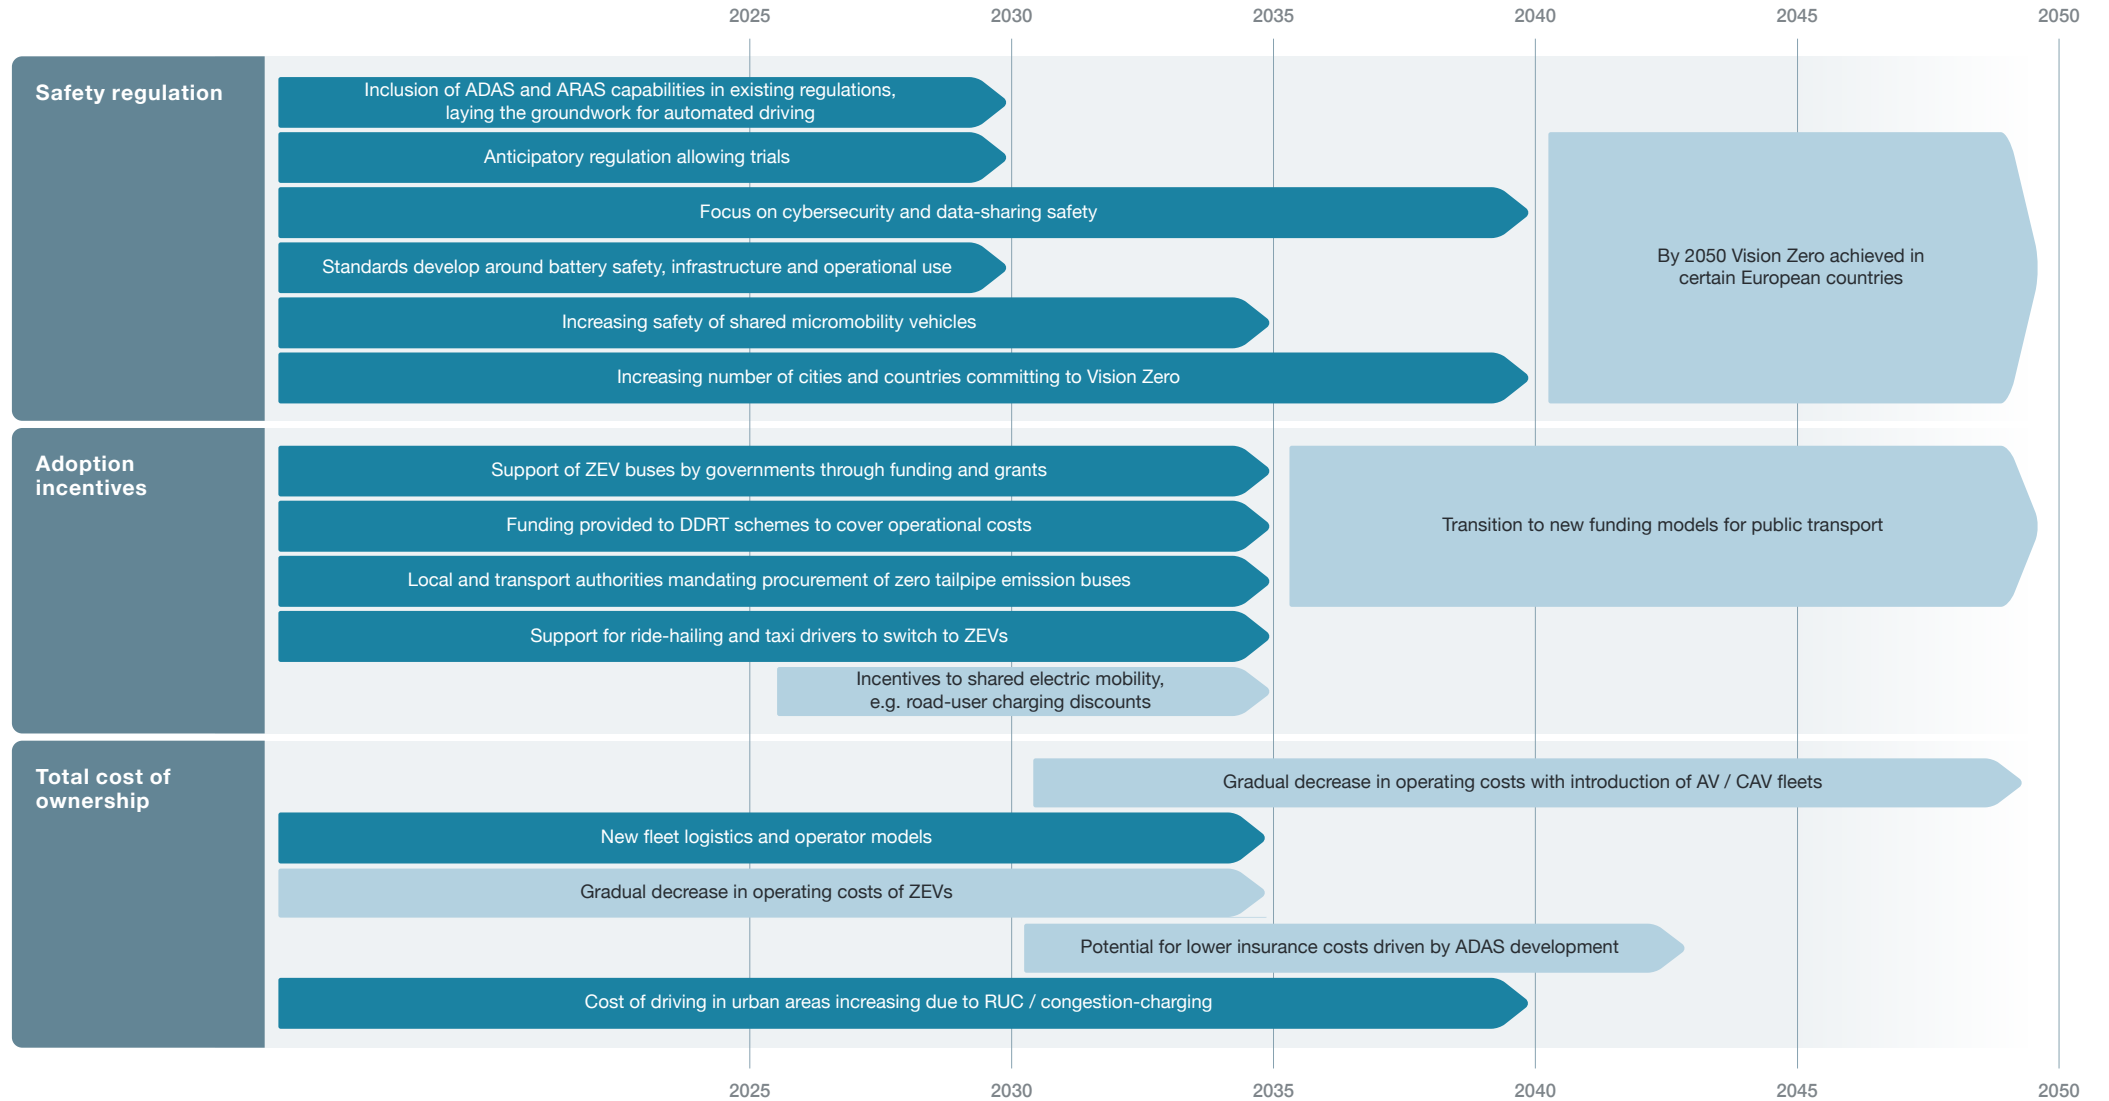 2025 2030 2035 2040 2045 2050
Safety regulation
Inclusion of ADAS and ARAS capabilities in existing regulations,
laying the groundwork for automated driving
Anticipatory regulation allowing trials
Focus on cybersecurity and data-sharing safety
Standards develop around battery safety, infrastructure and operational use
Increasing safety of shared micromobility vehicles
Increasing number of cities and countries committing to Vision Zero
By 2050 Vision Zero achieved in
certain European countries
Adoption
incentives
Support of ZEV buses by governments through funding and grants
Funding provided to DDRT schemes to cover operational costs
Local and transport authorities mandating procurement of zero tailpipe emission buses
Support for ride-hailing and taxi drivers to switch to ZEVs
Incentives to shared electric mobility,
e.g. road-user charging discounts
Transition to new funding models for public transport
Total cost of
ownership
Gradual decrease in operating costs with introduction of AV / CAV fleets
New fleet logistics and operator models
Gradual decrease in operating costs of ZEVs
Potential for lower insurance costs driven by ADAS development
Cost of driving in urban areas increasing due to RUC / congestion-charging
2025 2030 2035 2040 2045 2050